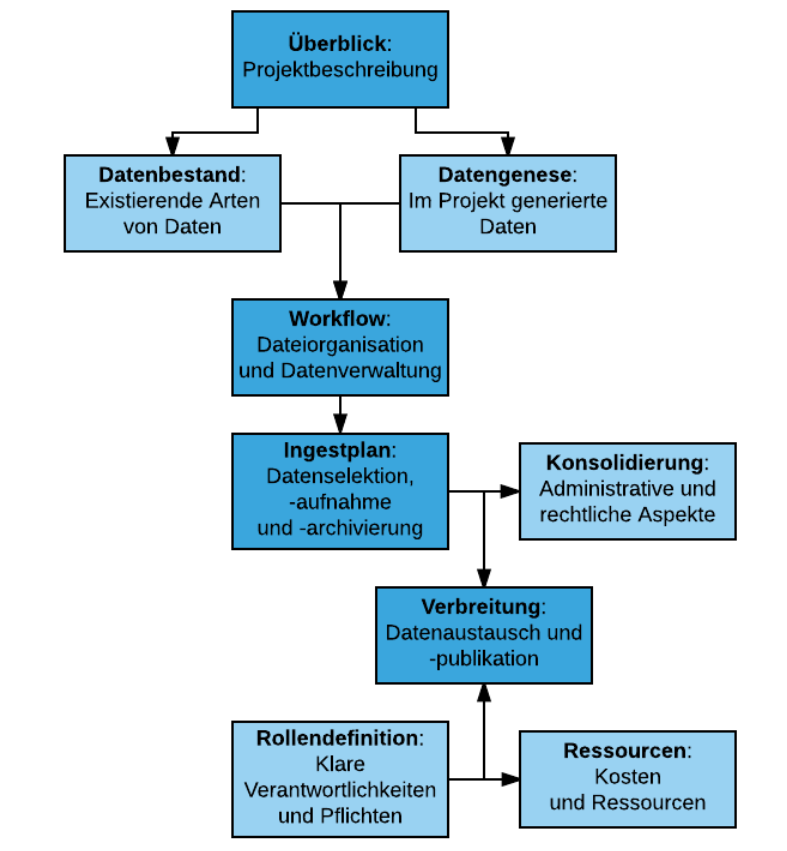 Überblick:
Projektbeschreibung
Datenbestand:
Existierende Arten
von Daten
Datengenese:
Im Projekt generierte
Daten
Workflow:
Dateiorganisation
und Datenverwaltung
Ingestplan:
Datenselektion,
-aufnahme
und -archivierung
Konsolidierung:
Administrative und
rechtliche Aspekte
Verbreitung:
Datenaustausch und
-publikation
Rollendefinition:
Klare
Verantwortlichkeiten
und Pflichten
Ressourcen:
Kosten
und Ressourcen